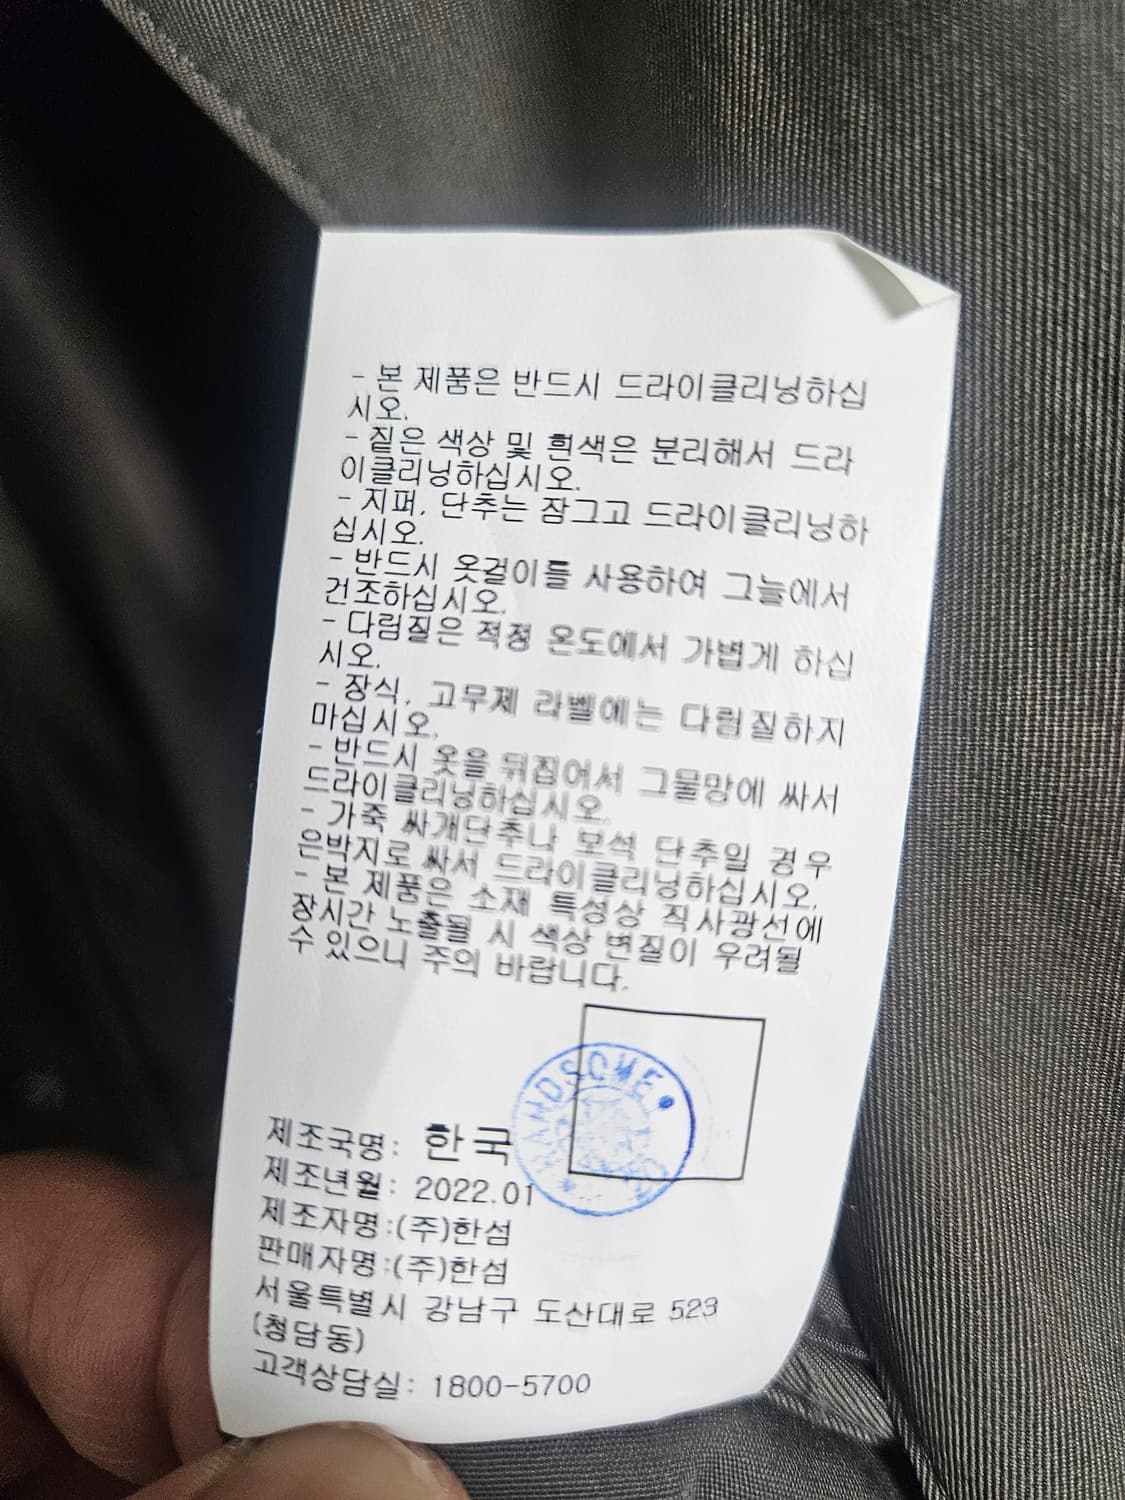 - 본 제품은 반드시 드라이클리닝하십
시오.
- 짙은 색상 및 흰색은 분리해서 드라
이클리닝하십시오.
- 지퍼, 단추는 잠그고 드라이클리닝하
십시오.
- 반드시 옷걸이를 사용하여 그늘에서
건조하십시오.
- 다림질은 적정 온도에서 가볍게 하십
시오.
- 장식, 고무제 라벨에는 다림질하지
마십시오.
- 반드시 옷을 뒤집어서 그물망에 싸서
드라이클리닝하십시오.
- 가죽 싸개단추나 보석 단추일 경우
은박지로 싸서 드라이클리닝하십시오.
- 본 제품은 소재 특성상 직사광선에
장시간 노출될 시 색상 변질이 우려될
수 있으니 주의 바랍니다.
HANDSOME
제조국명: 한국
제조년월: 2022.01
제조자명:(주)한섬
판매자명:(주)한섬
서울특별시 강남구 도산대로 523
(청담동)
고객상담실: 1800-5700